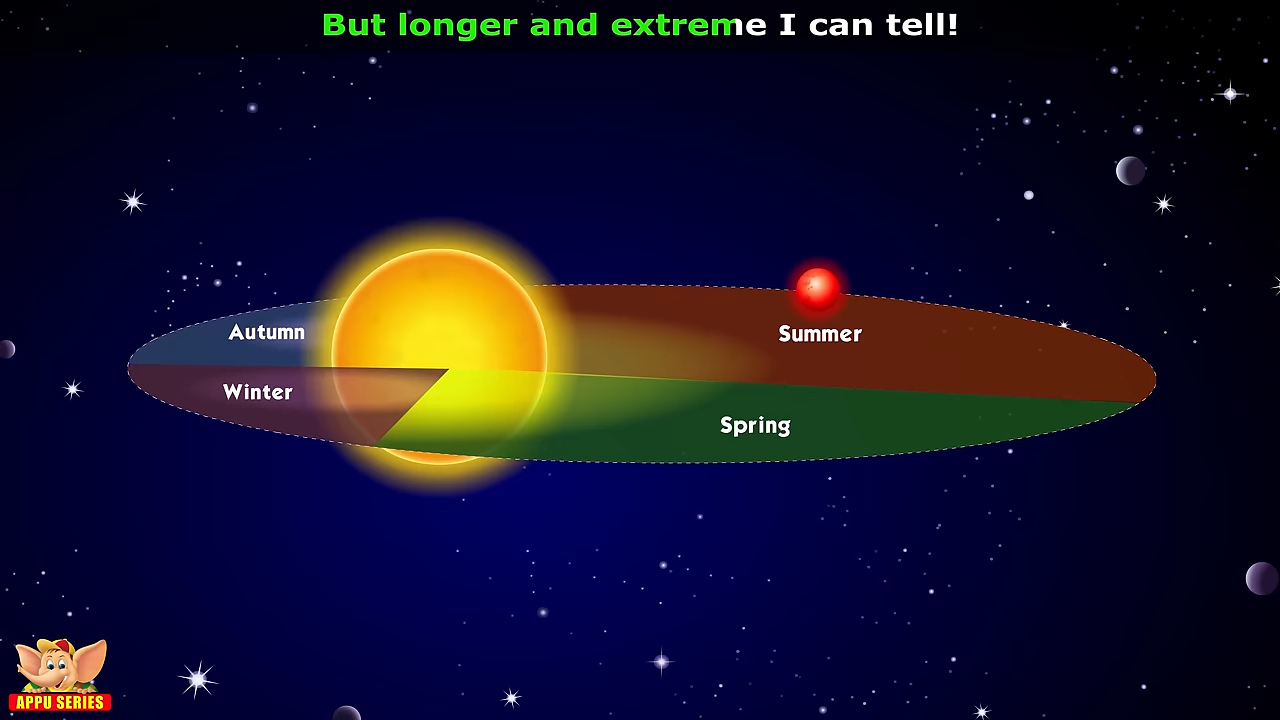 But longer and extreme I can tell!
Autumn
Summer
Winter
Spring
APPU SERIES